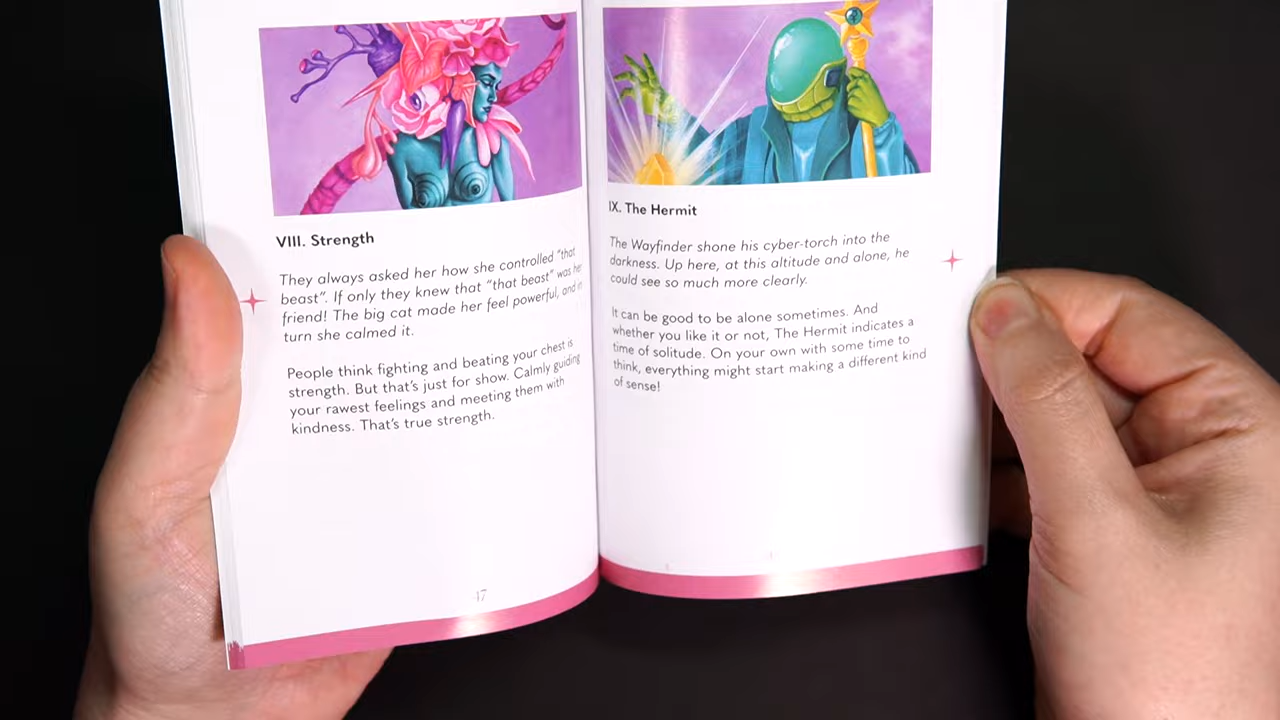 VIII. Strength
They always asked her how she controlled "that
beast". If only they knew that "that beast" was her
friend! The big cat made her feel powerful, and in
turn she calmed it.
People think fighting and beating your chest is
strength. But that's just for show. Calmly guiding
your rawest feelings and meeting them with
kindness. That's true strength.
17
IX. The Hermit
The Wayfinder shone his cyber-torch into the
darkness. Up here, at this altitude and alone, he
could see so much more clearly.
It can be good to be alone sometimes. And
whether you like it or not, The Hermit indicates a
time of solitude. On your own with some time to
think, everything might start making a different kind
of sense!